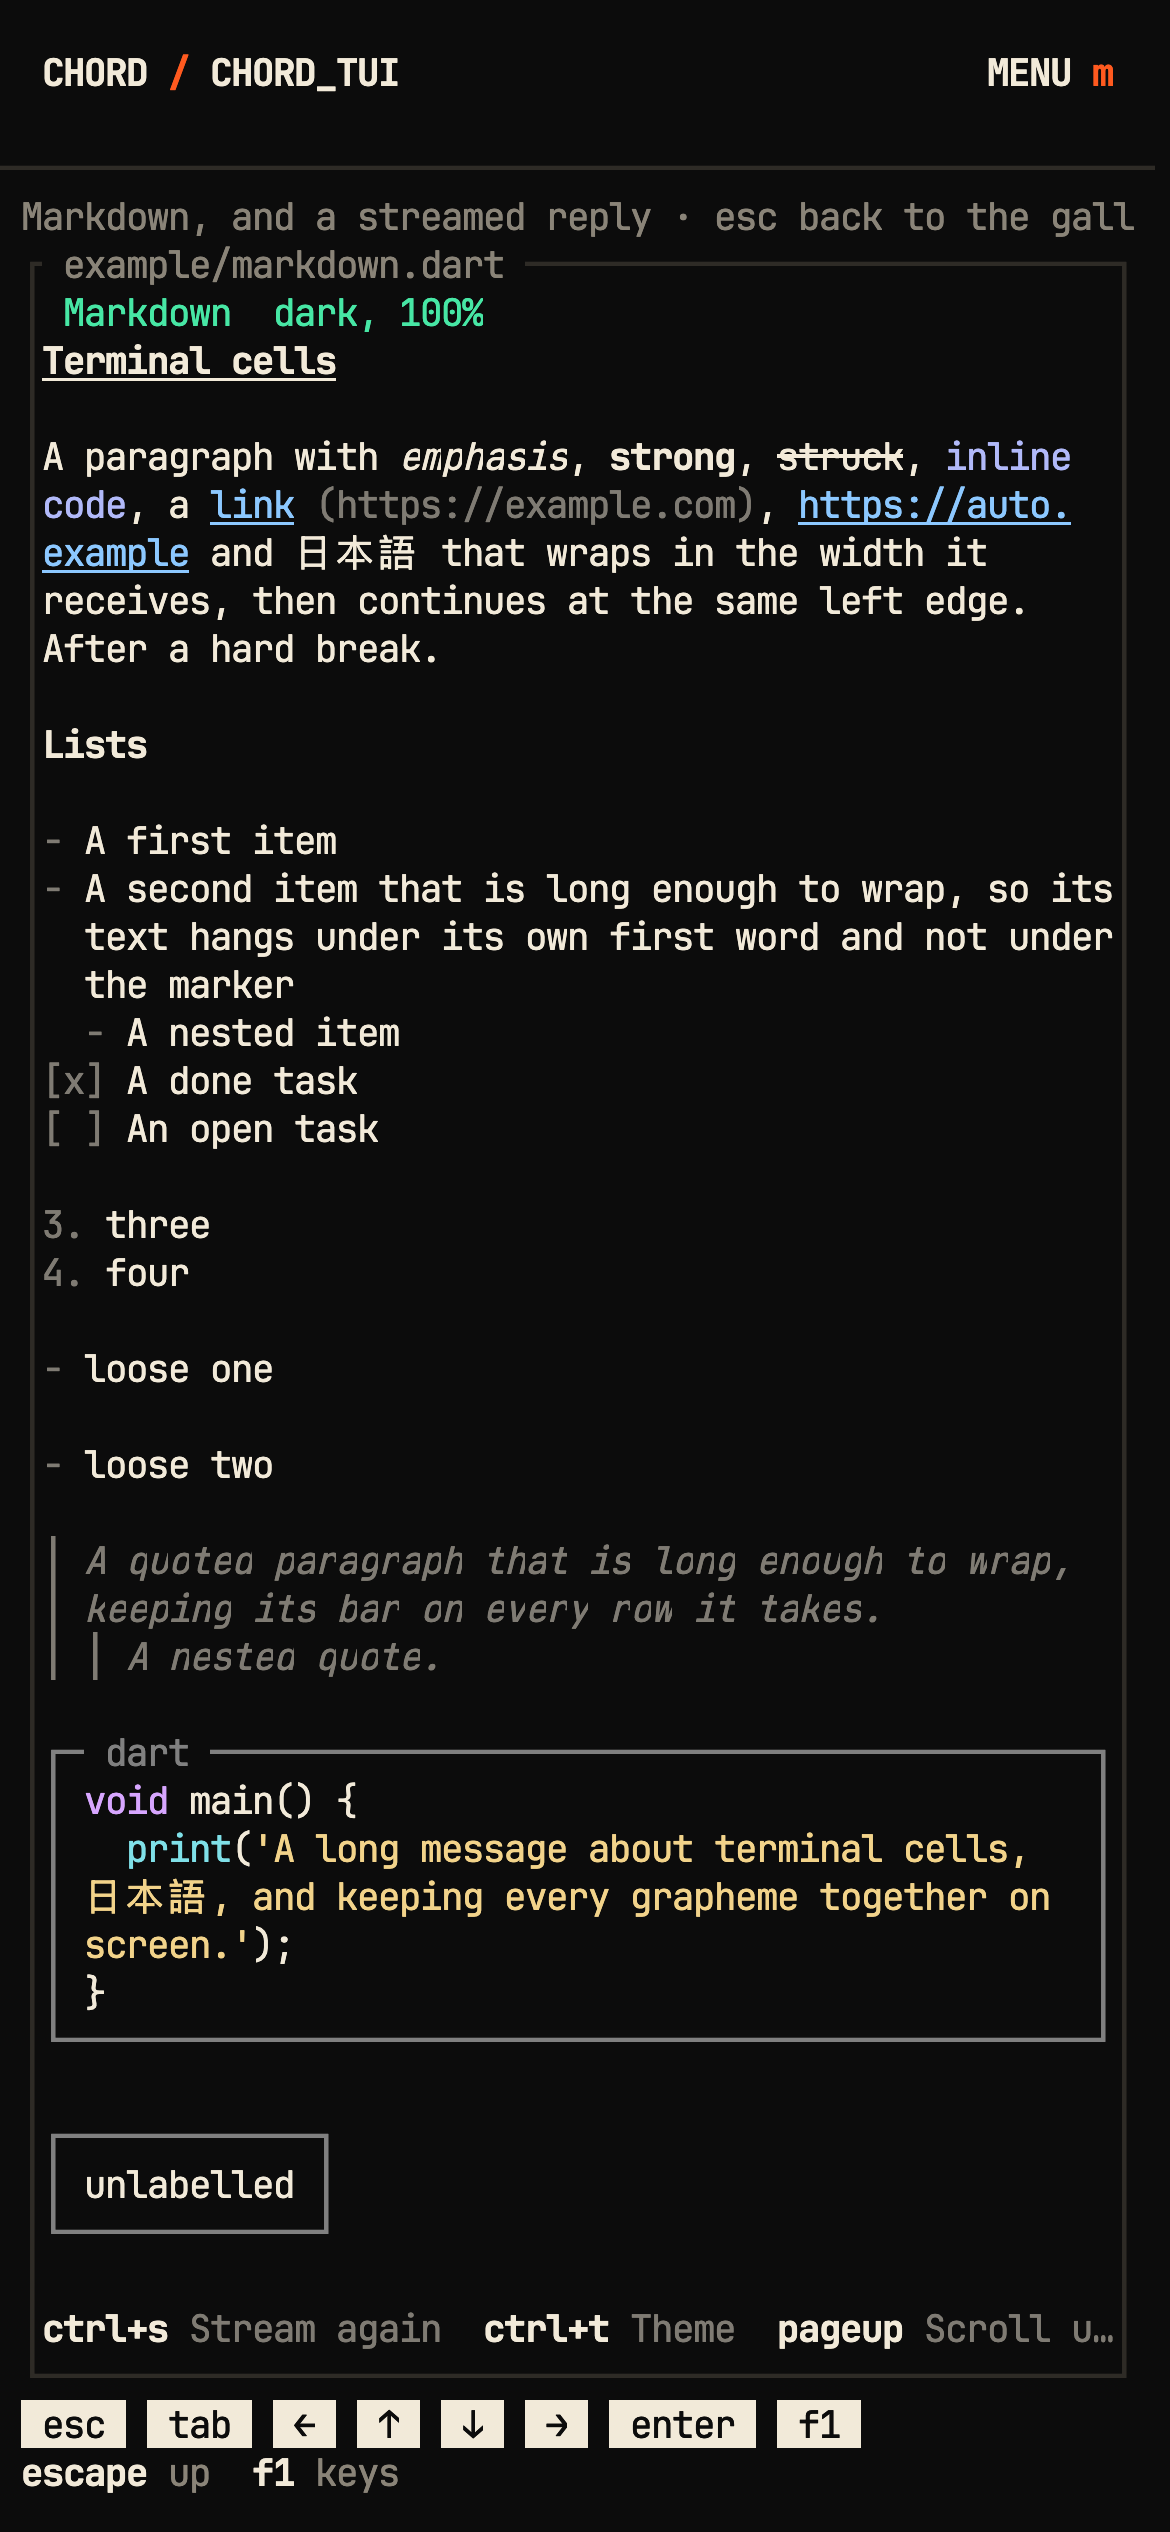 CHORD / CHORD_TUI
MENU m
Markdown, and a streamed reply · esc back to the gall
example/markdown.dart
Markdown  dark, 100%
Terminal cells
A paragraph with emphasis, strong, struck, inline
code, a link (https://example.com), https://auto.
example and 日本語 that wraps in the width it
receives, then continues at the same left edge.
After a hard break.
Lists
- A first item
- A second item that is long enough to wrap, so its
text hangs under its own first word and not under
the marker
- A nested item
[x] A done task
[ ] An open task
3. three
4. four
- loose one
- loose two
A quoted paragraph that is long enough to wrap,
keeping its bar on every row it takes.
A nested quote.
dart
void main() {
  print('A long message about terminal cells,
日本語, and keeping every grapheme together on
screen.');
}
unlabelled
ctrl+s Stream again  ctrl+t Theme  pageup Scroll u…
esc tab ← ↑ ↓ → enter f1
escape up  f1 keys